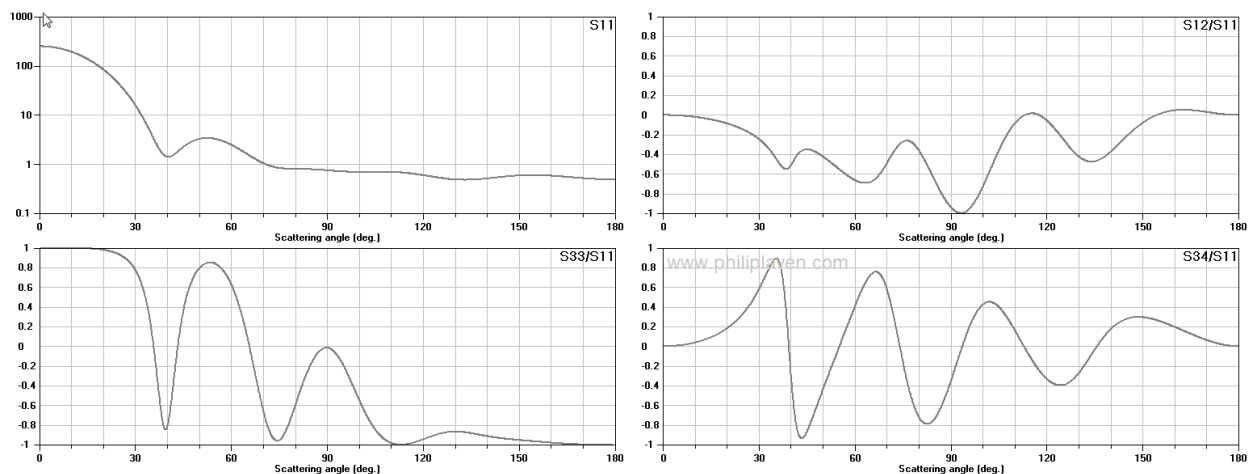 S11
1000
100
10
1
0.1
0 30 60 90 120 150 180
Scattering angle (deg.)
S12/S11
1
0.8
0.6
0.4
0.2
0
-0.2
-0.4
-0.6
-0.8
-1
0 30 60 90 120 150 180
Scattering angle (deg.)
S33/S11
1
0.8
0.6
0.4
0.2
0
-0.2
-0.4
-0.6
-0.8
-1
0 30 60 90 120 150 180
Scattering angle (deg.)
S34/S11
www.philiplaven.com
1
0.8
0.6
0.4
0.2
0
-0.2
-0.4
-0.6
-0.8
-1
0 30 60 90 120 150 180
Scattering angle (deg.)